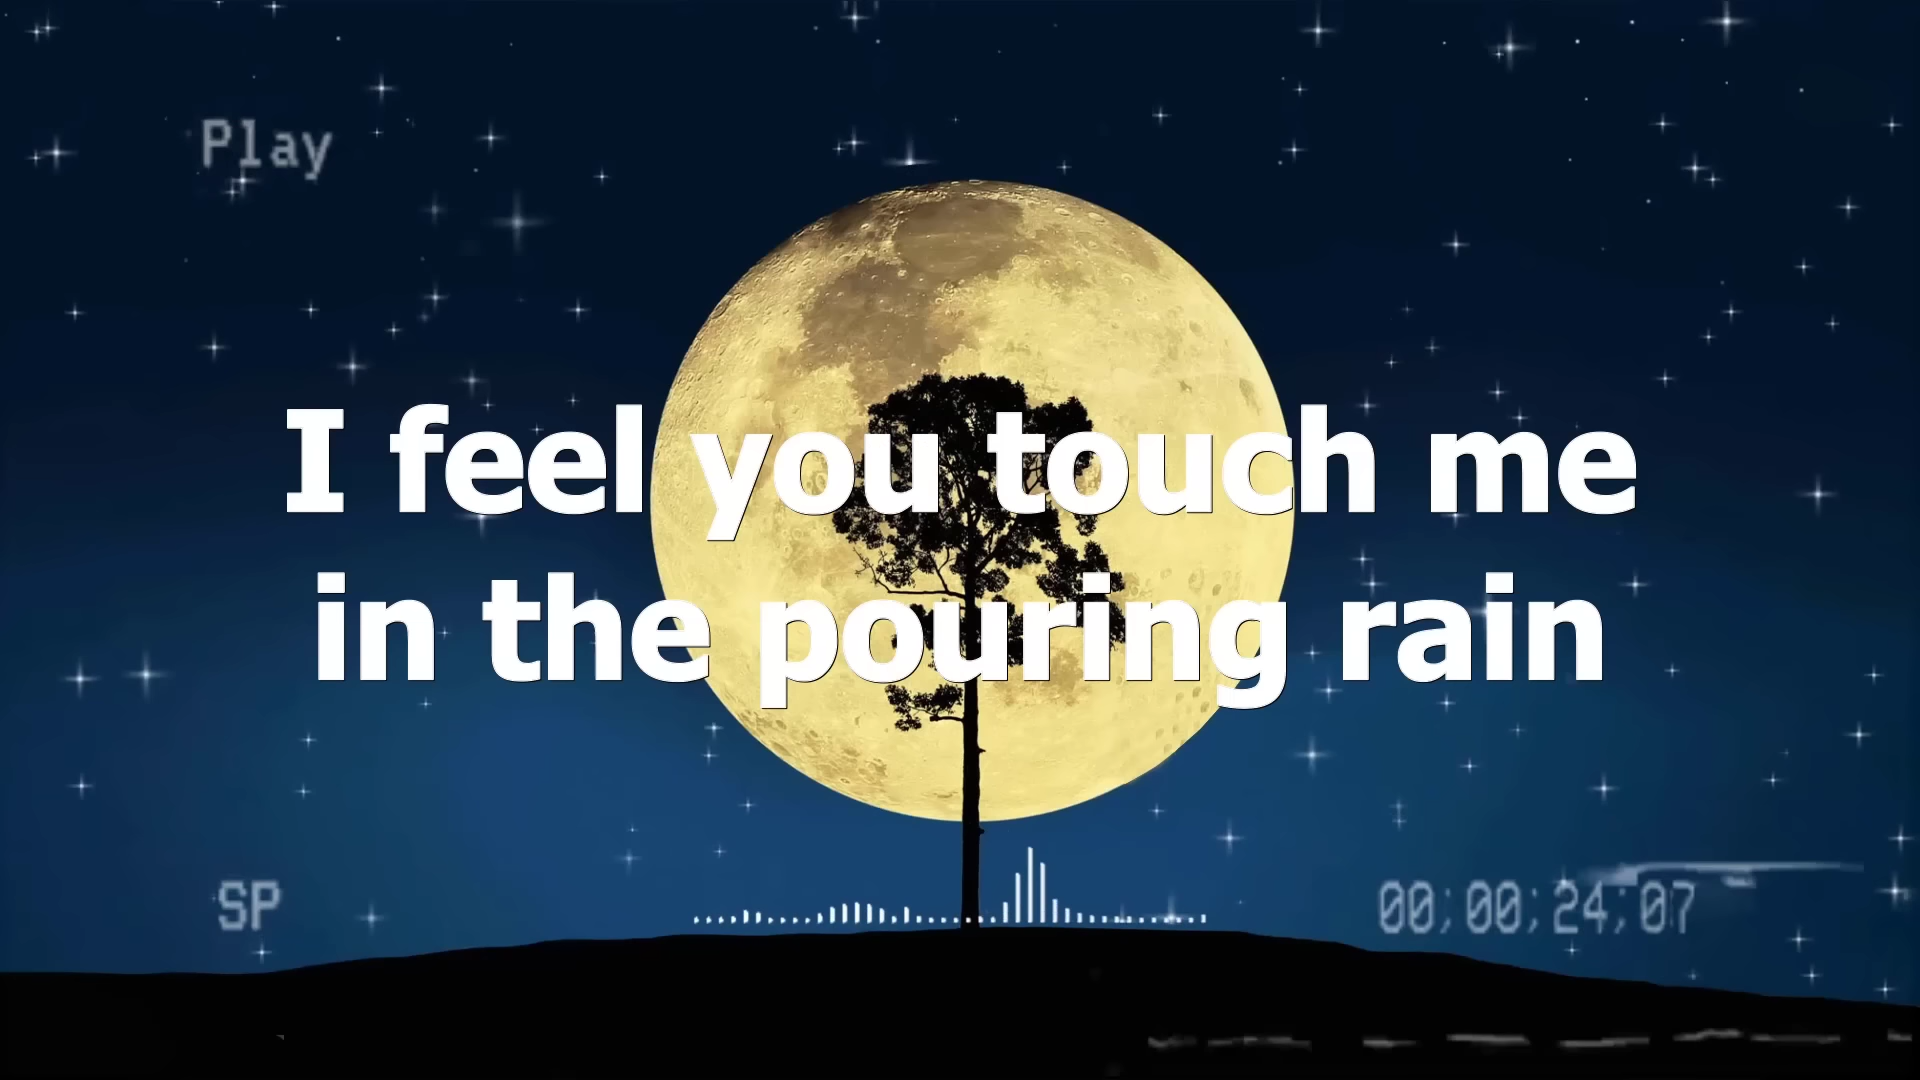 Play
I feel you touch me
in the pouring rain
SP
00;00;24;07